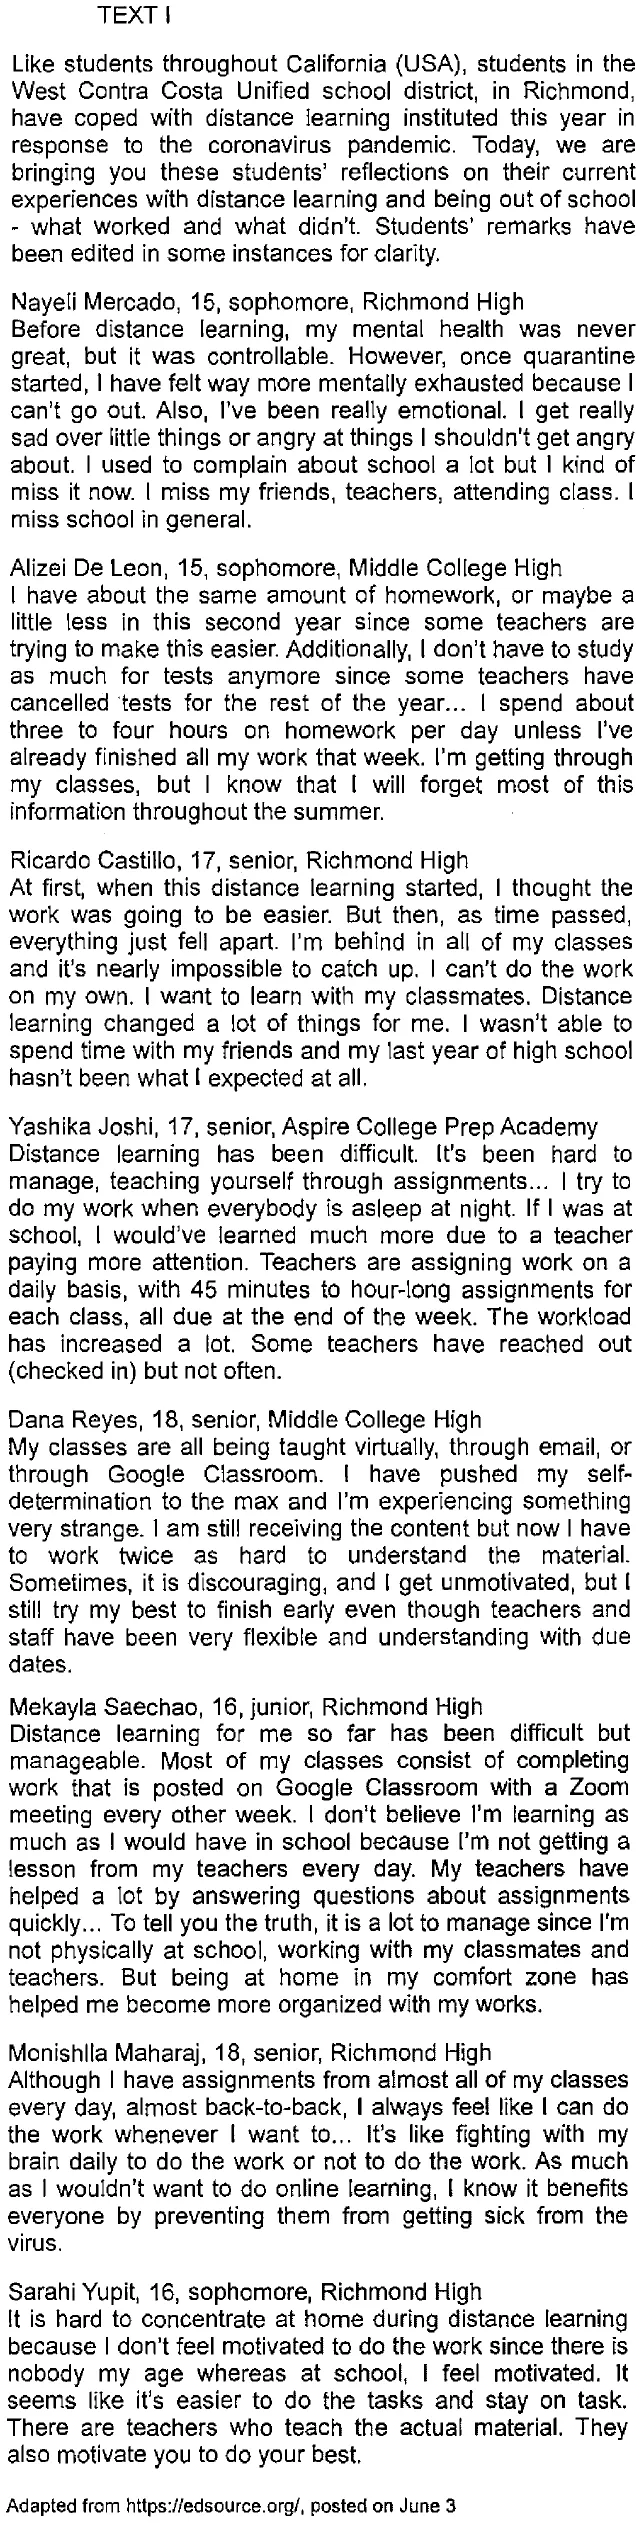 TEXT I
Like students throughout California (USA), students in the
West Contra Costa Unified school district, in Richmond,
have coped with distance learning instituted this year in
response to the coronavirus pandemic. Today, we are
bringing you these students' reflections on their current
experiences with distance learning and being out of school
- what worked and what didn't. Students' remarks have
been edited in some instances for clarity.
Nayeli Mercado, 15, sophomore, Richmond High
Before distance learning, my mental health was never
great, but it was controllable. However, once quarantine
started, I have felt way more mentally exhausted because I
can't go out. Also, I've been really emotional. I get really
sad over little things or angry at things I shouldn't get angry
about. I used to complain about school a lot but I kind of
miss it now. I miss my friends, teachers, attending class. I
miss school in general.
Alizei De Leon, 15, sophomore, Middle College High
I have about the same amount of homework, or maybe a
little less in this second year since some teachers are
trying to make this easier. Additionally, I don't have to study
as much for tests anymore since some teachers have
cancelled tests for the rest of the year... I spend about
three to four hours on homework per day unless I've
already finished all my work that week. I'm getting through
my classes, but I know that I will forget most of this
information throughout the summer.
Ricardo Castillo, 17, senior, Richmond High
At first, when this distance learning started, I thought the
work was going to be easier. But then, as time passed,
everything just fell apart. I'm behind in all of my classes
and it's nearly impossible to catch up. I can't do the work
on my own. I want to learn with my classmates. Distance
learning changed a lot of things for me. I wasn't able to
spend time with my friends and my last year of high school
hasn't been what I expected at all.
Yashika Joshi, 17, senior, Aspire College Prep Academy
Distance learning has been difficult. It's been hard to
manage, teaching yourself through assignments... I try to
do my work when everybody is asleep at night. If I was at
school, I would've learned much more due to a teacher
paying more attention. Teachers are assigning work on a
daily basis, with 45 minutes to hour-long assignments for
each class, all due at the end of the week. The workload
has increased a lot. Some teachers have reached out
(checked in) but not often.
Dana Reyes, 18, senior, Middle College High
My classes are all being taught virtually, through email, or
through Google Classroom. I have pushed my self-
determination to the max and I'm experiencing something
very strange. I am still receiving the content but now I have
to work twice as hard to understand the material.
Sometimes, it is discouraging, and I get unmotivated, but I
still try my best to finish early even though teachers and
staff have been very flexible and understanding with due
dates.
Mekayla Saechao, 16, junior, Richmond High
Distance learning for me so far has been difficult but
manageable. Most of my classes consist of completing
work that is posted on Google Classroom with a Zoom
meeting every other week. I don't believe I'm learning as
much as I would have in school because I'm not getting a
lesson from my teachers every day. My teachers have
helped a lot by answering questions about assignments
quickly... To tell you the truth, it is a lot to manage since I'm
not physically at school, working with my classmates and
teachers. But being at home in my comfort zone has
helped me become more organized with my works.
Monishlla Maharaj, 18, senior, Richmond High
Although I have assignments from almost all of my classes
every day, almost back-to-back, I always feel like I can do
the work whenever I want to... It's like fighting with my
brain daily to do the work or not to do the work. As much
as I wouldn't want to do online learning, I know it benefits
everyone by preventing them from getting sick from the
virus.
Sarahi Yupit, 16, sophomore, Richmond High
It is hard to concentrate at home during distance learning
because I don't feel motivated to do the work since there is
nobody my age whereas at school, I feel motivated. It
seems like it's easier to do the tasks and stay on task.
There are teachers who teach the actual material. They
also motivate you to do your best.
Adapted from https://edsource.org/, posted on June 3